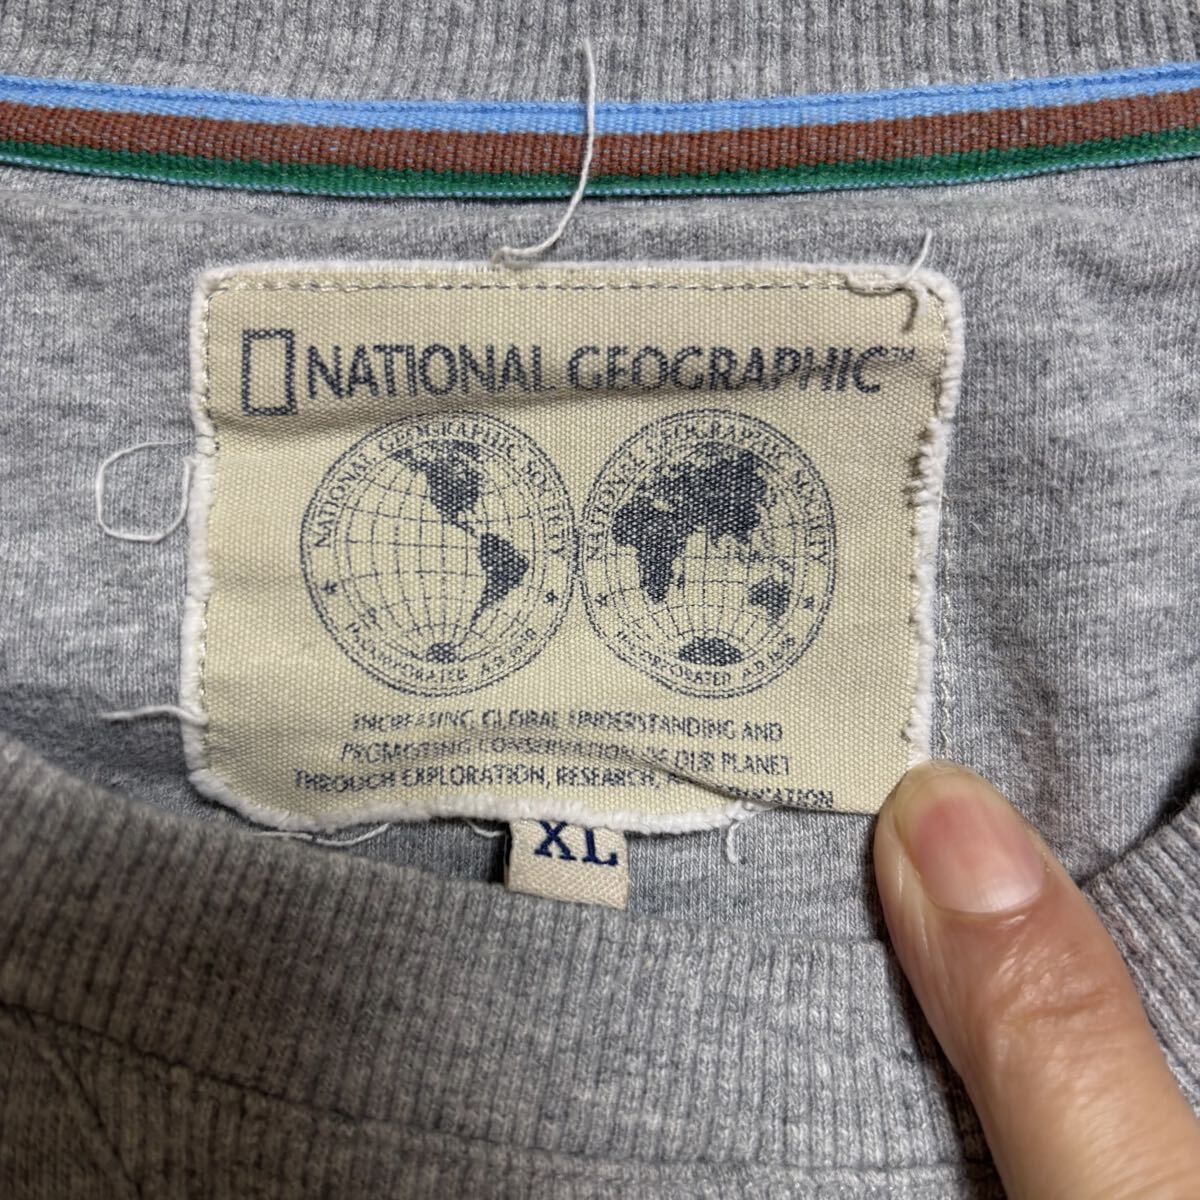 NATIONAL GEOGRAPHIC™
NATIONAL GEOGRAPHIC SOCIETY
INCORPORATED A.D. 1888
NATIONAL GEOGRAPHIC SOCIETY
INCORPORATED A.D. 1888
INCREASING GLOBAL UNDERSTANDING AND
PROMOTING CONSERVATION OF OUR PLANET
THROUGH EXPLORATION, RESEARCH,
XL